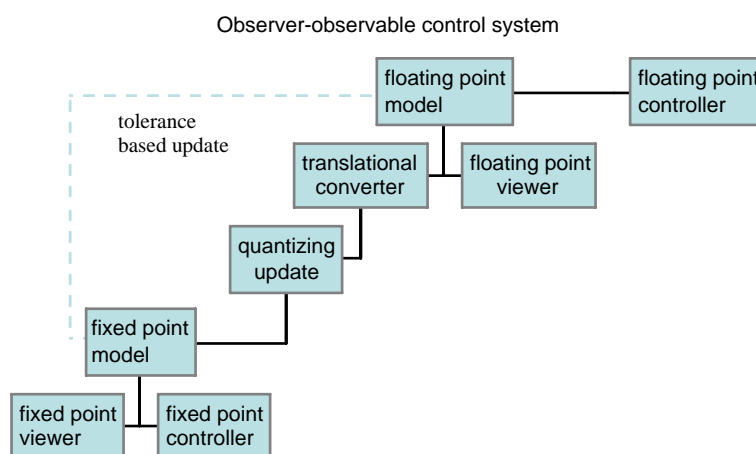 Observer-observable control system
floating point
model
floating point
controller
tolerance
based update
translational
converter
floating point
viewer
quantizing
update
fixed point
model
fixed point
viewer
fixed point
controller